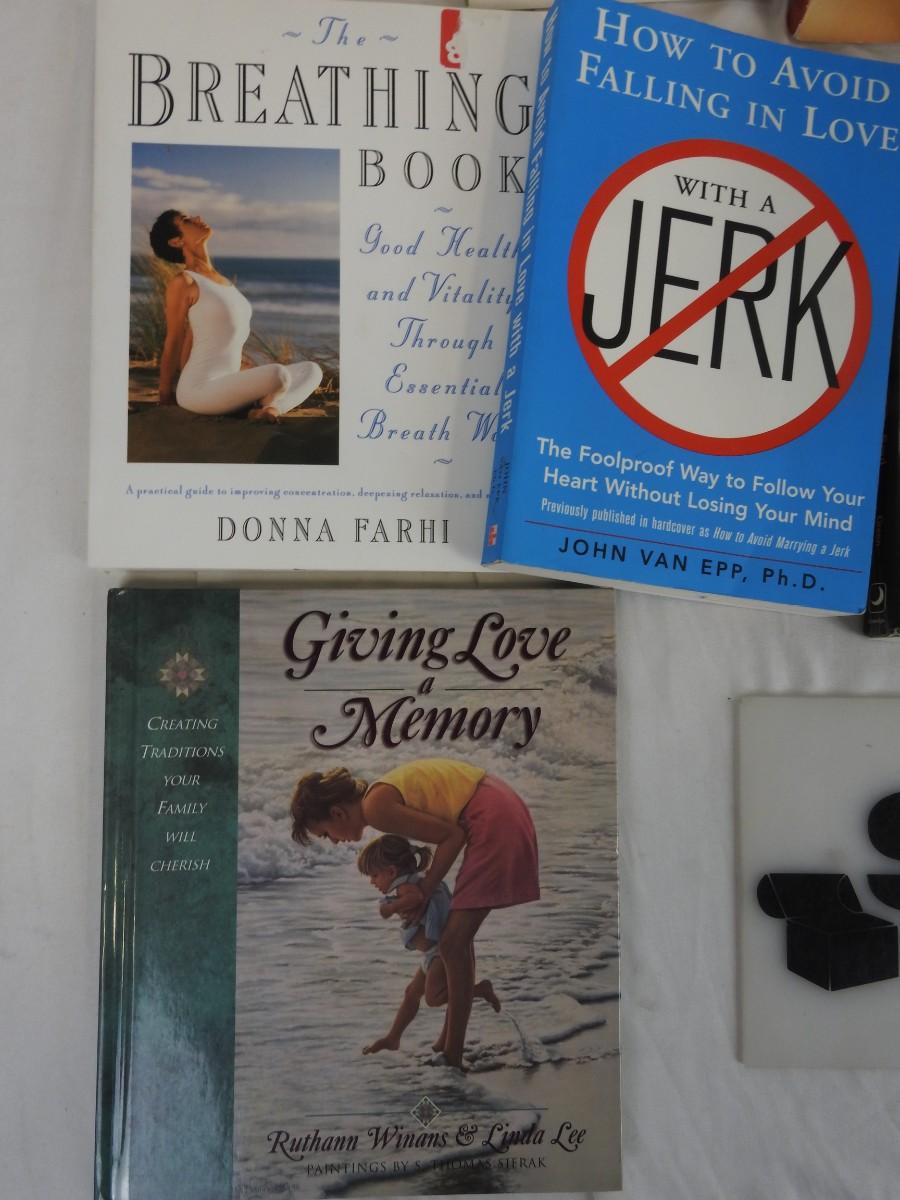 ~ The ~
BREATHING
BOOK
Good Health
and Vitality
Through
Essential
Breath
A practical guide to improving concentration, deepening relaxation, and
DONNA FARHI
&
How to Avoid Falling in Love with a Jerk
JOHN VAN EPP, Ph.D.
HOW TO AVOID
FALLING IN LOVE
WITH A
JERK
The Foolproof Way to Follow Your
Heart Without Losing Your Mind
Previously published in hardcover as How to Avoid Marrying a Jerk
JOHN VAN EPP, Ph.D.
CREATING
TRADITIONS
YOUR
FAMILY
WILL
CHERISH
Giving Love
a
Memory
Ruthann Winans & Linda Lee
PAINTINGS BY S. THOMAS SIERAK